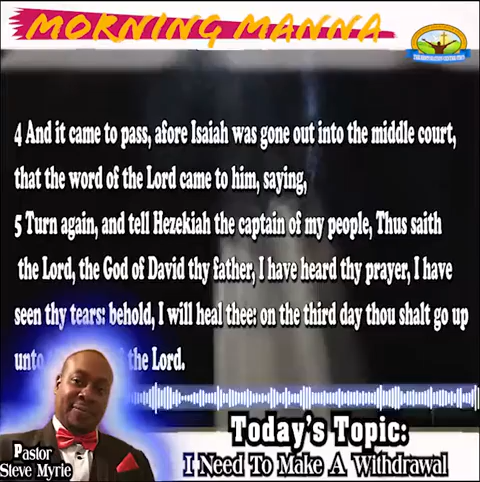 MORNING MANNA
4 And it came to pass, afore Isaiah was gone out into the middle court,
that the word of the Lord came to him, saying,
5 Turn again, and tell Hezekiah the captain of my people, Thus saith
the Lord, the God of David thy father, I have heard thy prayer, I have
seen thy tears: behold, I will heal thee: on the third day thou shalt go up
unto the Lord.
Today's Topic:
I Need To Make A Withdrawal
Pastor
Steve Myrie